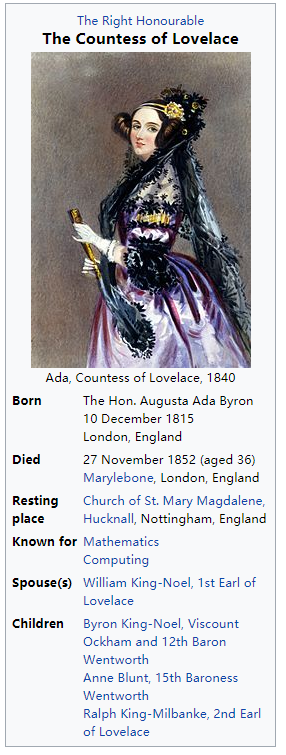 The Right Honourable
The Countess of Lovelace
Ada, Countess of Lovelace, 1840
Born The Hon. Augusta Ada Byron
10 December 1815
London, England
Died 27 November 1852 (aged 36)
Marylebone, London, England
Resting place Church of St. Mary Magdalene,
Hucknall, Nottingham, England
Known for Mathematics
Computing
Spouse(s) William King-Noel, 1st Earl of
Lovelace
Children Byron King-Noel, Viscount
Ockham and 12th Baron
Wentworth
Anne Blunt, 15th Baroness
Wentworth
Ralph King-Milbanke, 2nd Earl
of Lovelace